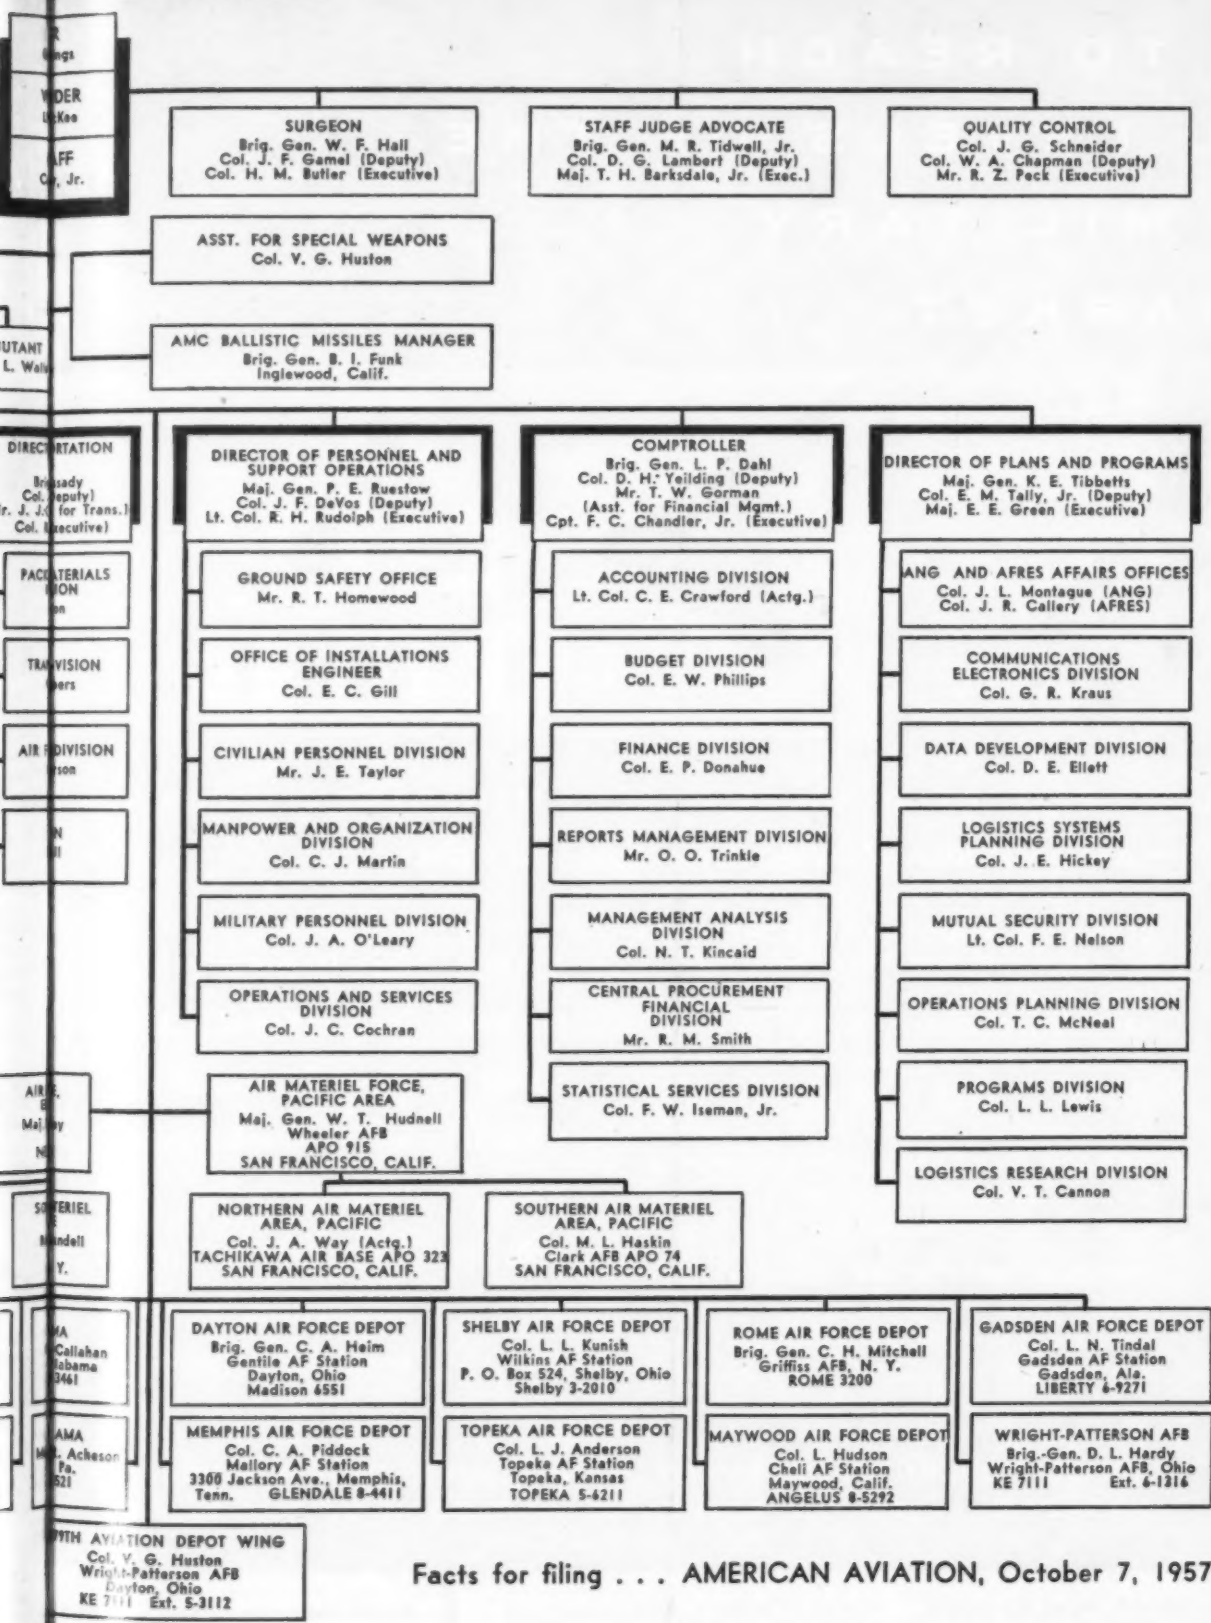 SURGEON
Brig. Gen. W. F. Hall
Col. J. F. Gamel (Deputy)
Col. H. M. Butler (Executive)
STAFF JUDGE ADVOCATE
Brig. Gen. M. R. Tidwell, Jr.
Col. D. G. Lambert (Deputy)
Maj. T. H. Barksdale, Jr. (Exec.)
QUALITY CONTROL
Col. J. G. Schneider
Col. W. A. Chapman (Deputy)
Mr. R. Z. Peck (Executive)
ASST. FOR SPECIAL WEAPONS
Col. V. G. Huston
AMC BALLISTIC MISSILES MANAGER
Brig. Gen. B. I. Funk
Inglewood, Calif.
DIRECTOR OF PERSONNEL AND
SUPPORT OPERATIONS
Maj. Gen. P. E. Ruestow
Col. J. F. DeVos (Deputy)
Lt. Col. R. H. Rudolph (Executive)
GROUND SAFETY OFFICE
Mr. R. T. Homewood
OFFICE OF INSTALLATIONS
ENGINEER
Col. E. C. Gill
CIVILIAN PERSONNEL DIVISION
Mr. J. E. Taylor
MANPOWER AND ORGANIZATION
DIVISION
Col. C. J. Martin
MILITARY PERSONNEL DIVISION
Col. J. A. O'Leary
OPERATIONS AND SERVICES
DIVISION
Col. J. C. Cochran
COMPTROLLER
Brig. Gen. L. P. Dahl
Col. D. H. Yeilding (Deputy)
Mr. T. W. Gorman
(Asst. for Financial Mgmt.)
Cpt. F. C. Chandler, Jr. (Executive)
ACCOUNTING DIVISION
Lt. Col. C. E. Crawford (Actg.)
BUDGET DIVISION
Col. E. W. Phillips
FINANCE DIVISION
Col. E. P. Donahue
REPORTS MANAGEMENT DIVISION
Mr. O. O. Trinkle
MANAGEMENT ANALYSIS
DIVISION
Col. N. T. Kincaid
CENTRAL PROCUREMENT
FINANCIAL
DIVISION
Mr. R. M. Smith
STATISTICAL SERVICES DIVISION
Col. F. W. Iseman, Jr.
DIRECTOR OF PLANS AND PROGRAMS
Maj. Gen. K. E. Tibbetts
Col. E. M. Tally, Jr. (Deputy)
Maj. E. E. Green (Executive)
ANG AND AFRES AFFAIRS OFFICES
Col. J. L. Montague (ANG)
Col. J. R. Callery (AFRES)
COMMUNICATIONS
ELECTRONICS DIVISION
Col. G. R. Kraus
DATA DEVELOPMENT DIVISION
Col. D. E. Ellett
LOGISTICS SYSTEMS
PLANNING DIVISION
Col. J. E. Hickey
MUTUAL SECURITY DIVISION
Lt. Col. F. E. Nelson
OPERATIONS PLANNING DIVISION
Col. T. C. McNeal
PROGRAMS DIVISION
Col. L. L. Lewis
LOGISTICS RESEARCH DIVISION
Col. V. T. Cannon
AIR MATERIEL FORCE,
PACIFIC AREA
Maj. Gen. W. T. Hudnell
Wheeler AFB
APO 915
SAN FRANCISCO, CALIF.
NORTHERN AIR MATERIEL
AREA, PACIFIC
Col. J. A. Way (Actg.)
TACHIKAWA AIR BASE APO 323
SAN FRANCISCO, CALIF.
SOUTHERN AIR MATERIEL
AREA, PACIFIC
Col. M. L. Haskin
Clark AFB APO 74
SAN FRANCISCO, CALIF.
DAYTON AIR FORCE DEPOT
Brig. Gen. C. A. Heim
Gentile AF Station
Dayton, Ohio
Madison 6551
SHELBY AIR FORCE DEPOT
Col. L. L. Kunish
Wilkins AF Station
P. O. Box 524, Shelby, Ohio
Shelby 3-2010
ROME AIR FORCE DEPOT
Brig. Gen. C. H. Mitchell
Griffiss AFB, N. Y.
ROME 3200
GADSDEN AIR FORCE DEPOT
Col. L. N. Tindal
Gadsden AF Station
Gadsden, Ala.
LIBERTY 6-9271
MEMPHIS AIR FORCE DEPOT
Col. C. A. Piddock
Mallory AF Station
3300 Jackson Ave., Memphis,
Tenn. GLENDALE 8-4411
TOPEKA AIR FORCE DEPOT
Col. L. J. Anderson
Topeka AF Station
Topeka, Kansas
TOPEKA 5-6211
MAYWOOD AIR FORCE DEPOT
Col. L. Hudson
Cheli AF Station
Maywood, Calif.
ANGELUS 8-5292
WRIGHT-PATTERSON AFB
Brig.-Gen. D. L. Hardy
Wright-Patterson AFB, Ohio
KE 7111 Ext. 6-1316
AVIATION DEPOT WING
Col. V. G. Huston
Wright-Patterson AFB
Dayton, Ohio
KE 7111 Ext. 5-3112
Facts for filing . . . AMERICAN AVIATION, October 7, 1957